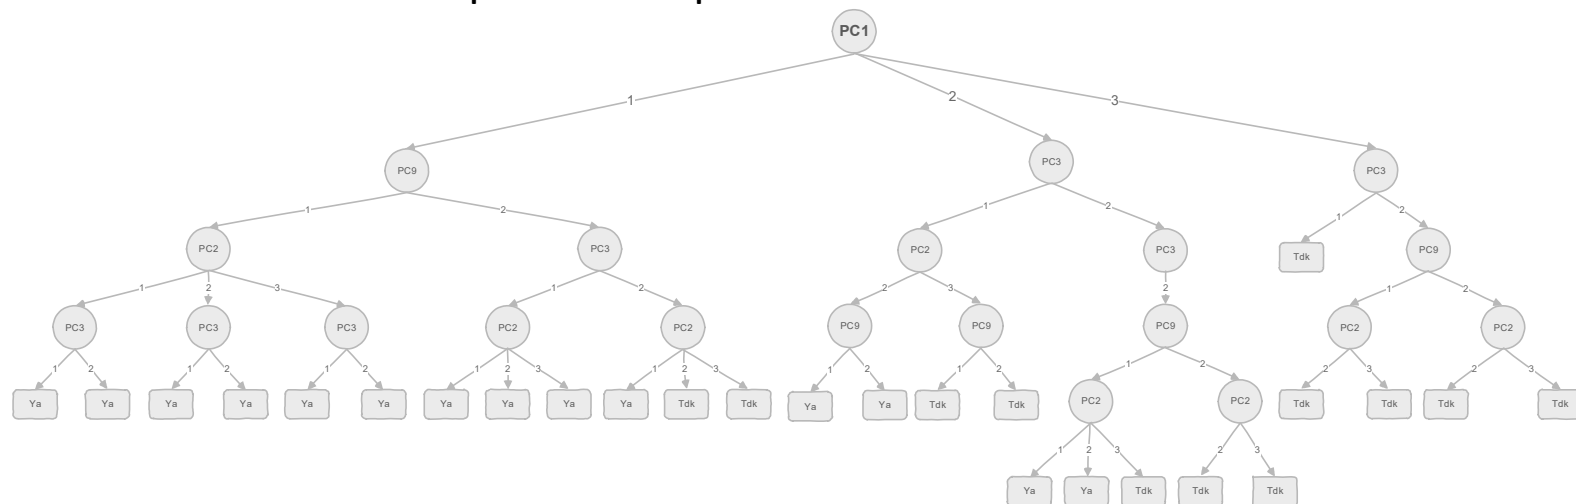 PC1
1 2 3
PC9 PC3 PC3
1 2 1 2 1 2
PC2 PC3 PC2 PC3 Tdk PC9
1 2 3 1 2 2 3 2 1 2
PC3 PC3 PC3 PC2 PC2 PC9 PC9 PC9 PC2 PC2
1 2 1 2 1 2 1 2 3 1 2 3 1 2 1 2 1 2 2 3 2 3
Ya Ya Ya Ya Ya Ya Ya Ya Ya Ya Tdk Tdk Ya Ya Tdk Tdk PC2 PC2 Tdk Tdk Tdk Tdk
1 2 3 2 3
Ya Ya Tdk Tdk Tdk